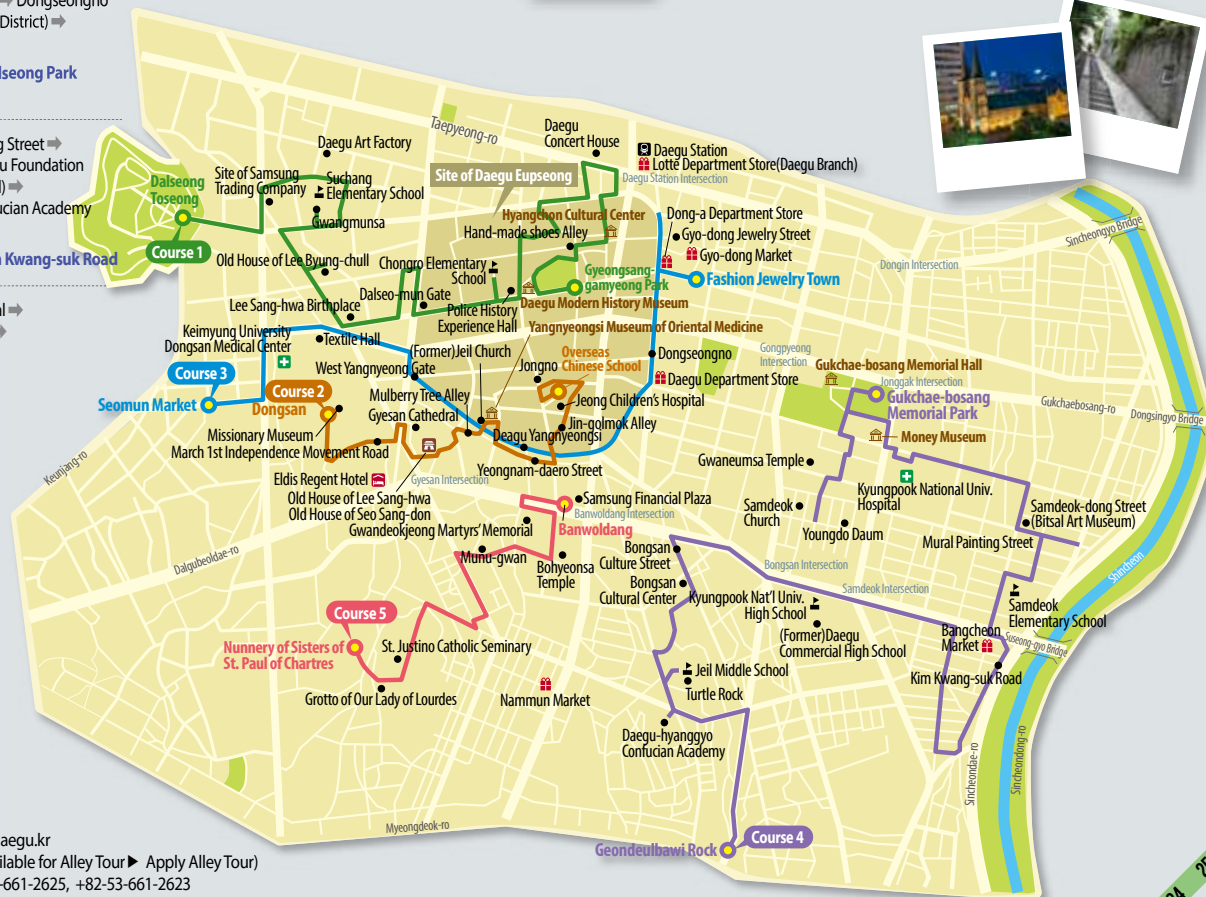 Dongseongno
District) ➡
lseong Park
g Street ➡
u Foundation
l) ➡
ucian Academy
Kwang-suk Road
al ➡
➡
Taepyeong-ro
Daegu
Concert House
Daegu Station
Lotte Department Store(Daegu Branch)
Daegu Station Intersection
Daegu Art Factory
Site of Daegu Eupseong
Site of Samsung
Trading Company
Suchang
Elementary School
Dalseong
Toseong
Gwangmunsa
Course 1
Hyangchon Cultural Center
Hand-made shoes Alley
Dong-a Department Store
Gyo-dong Jewelry Street
Gyo-dong Market
Fashion Jewelry Town
Sincheongyo Bridge
Dongin Intersection
Old House of Lee Byung-chull
Chongro Elementary
School
Gyeongsang-
gamyeong Park
Dalseo-mun Gate
Daegu Modern History Museum
Police History
Experience Hall
Lee Sang-hwa Birthplace
Yangnyeongsi Museum of Oriental Medicine
Keimyung University
Dongsan Medical Center
Textile Hall
(Former)Jeil Church
Overseas
Chinese School
Dongseongno
Gongpyeong
Intersection
Gukchae-bosang Memorial Hall
Course 3
West Yangnyeong Gate
Jongno
Daegu Department Store
Jonggak Intersection
Gukchae-bosang
Memorial Park
Gukchaebosang-ro
Dongsingyo Bridge
Seomun Market
Course 2
Dongsan
Mulberry Tree Alley
Jeong Children's Hospital
Gyesan Cathedral
Jin-golmok Alley
Missionary Museum
Deagu Yangnyeongsi
Money Museum
March 1st Independence Movement Road
Yeongnam-daero Street
Gwaneumsa Temple
Keunjang-ro
Eldis Regent Hotel
Gyesan Intersection
Kyungpook National Univ.
Hospital
Old House of Lee Sang-hwa
Old House of Seo Sang-don
Samsung Financial Plaza
Banwoldang Intersection
Banwoldang
Samdeok
Church
Samdeok-dong Street
(Bitsal Art Museum)
Gwandeokjeong Martyrs' Memorial
Youngdo Daum
Mural Painting Street
Dalgubeoldae-ro
Munu-gwan
Bohyeonsa
Temple
Bongsan
Culture Street
Bongsan Intersection
Shincheon
Bongsan
Cultural Center
Samdeok Intersection
Kyungpook Nat'l Univ.
High School
Samdeok
Elementary School
Course 5
(Former)Daegu
Commercial High School
Bangcheon
Market
Suseong-gyo Bridge
Nunnery of Sisters of
St. Paul of Chartres
St. Justino Catholic Seminary
Jeil Middle School
Kim Kwang-suk Road
Turtle Rock
Grotto of Our Lady of Lourdes
Nammun Market
Daegu-hyanggyo
Confucian Academy
Sincheondae-ro
Sincheondong-ro
Myeongdeok-ro
Course 4
Geondeulbawi Rock
aegu.kr
ilable for Alley Tour▶ Apply Alley Tour)
-661-2625, +82-53-661-2623
24 25